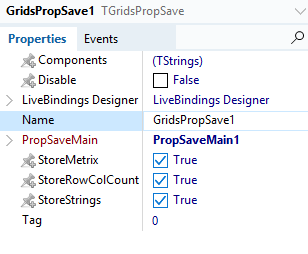 GridsPropSave1 TGridsPropSave
Properties Events
Components (TStrings)
Disable False
LiveBindings Designer LiveBindings Designer
Name GridsPropSave1
PropSaveMain PropSaveMain1
StoreMetrix True
StoreRowColCount True
StoreStrings True
Tag 0